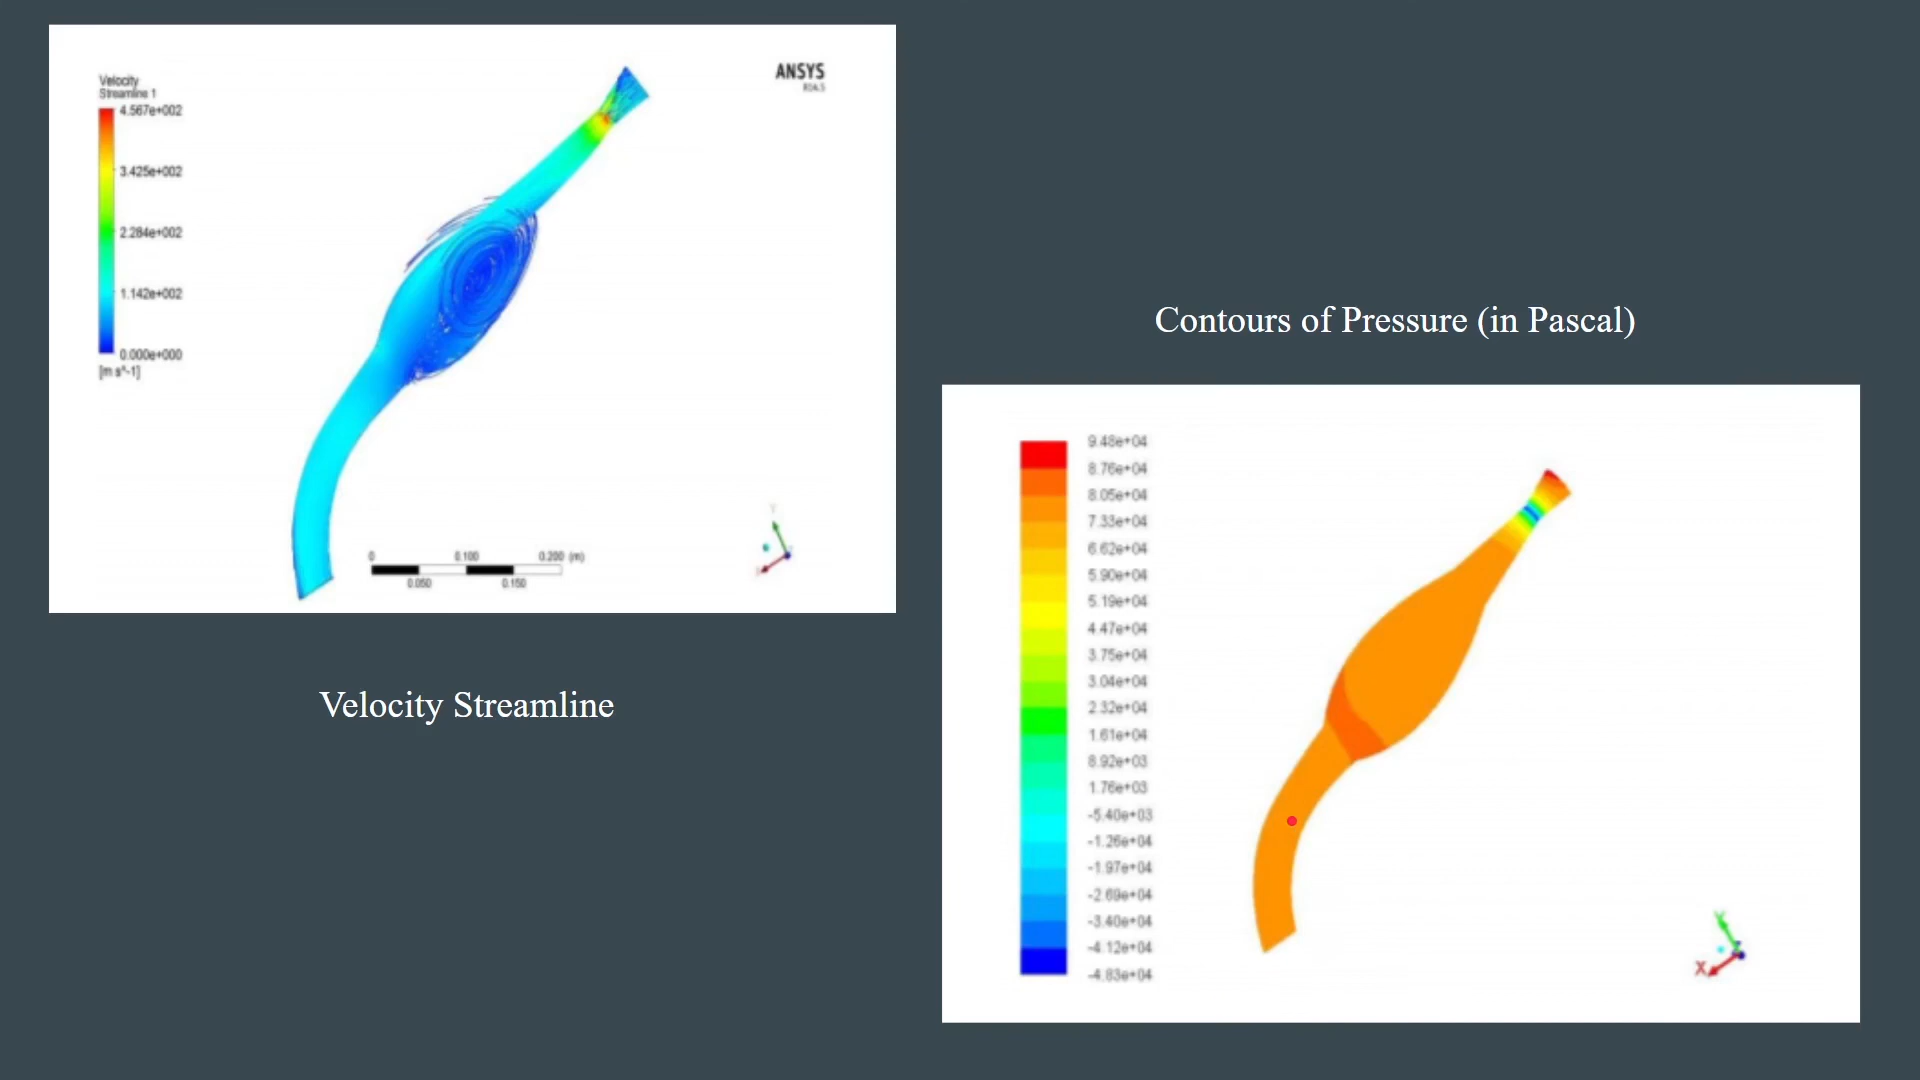 Velocity
Streamline 1
4.567e+002
3.425e+002
2.284e+002
1.142e+002
0.000e+000
[m s^-1]
ANSYS
R14.5
0
0.100
0.200 (m)
0.050
0.150
Y
Velocity Streamline
Contours of Pressure (in Pascal)
9.48e+04
8.76e+04
8.05e+04
7.33e+04
6.62e+04
5.90e+04
5.19e+04
4.47e+04
3.75e+04
3.04e+04
2.32e+04
1.61e+04
8.92e+03
1.76e+03
-5.40e+03
-1.26e+04
-1.97e+04
-2.69e+04
-3.40e+04
-4.12e+04
-4.83e+04
Y
Z
X